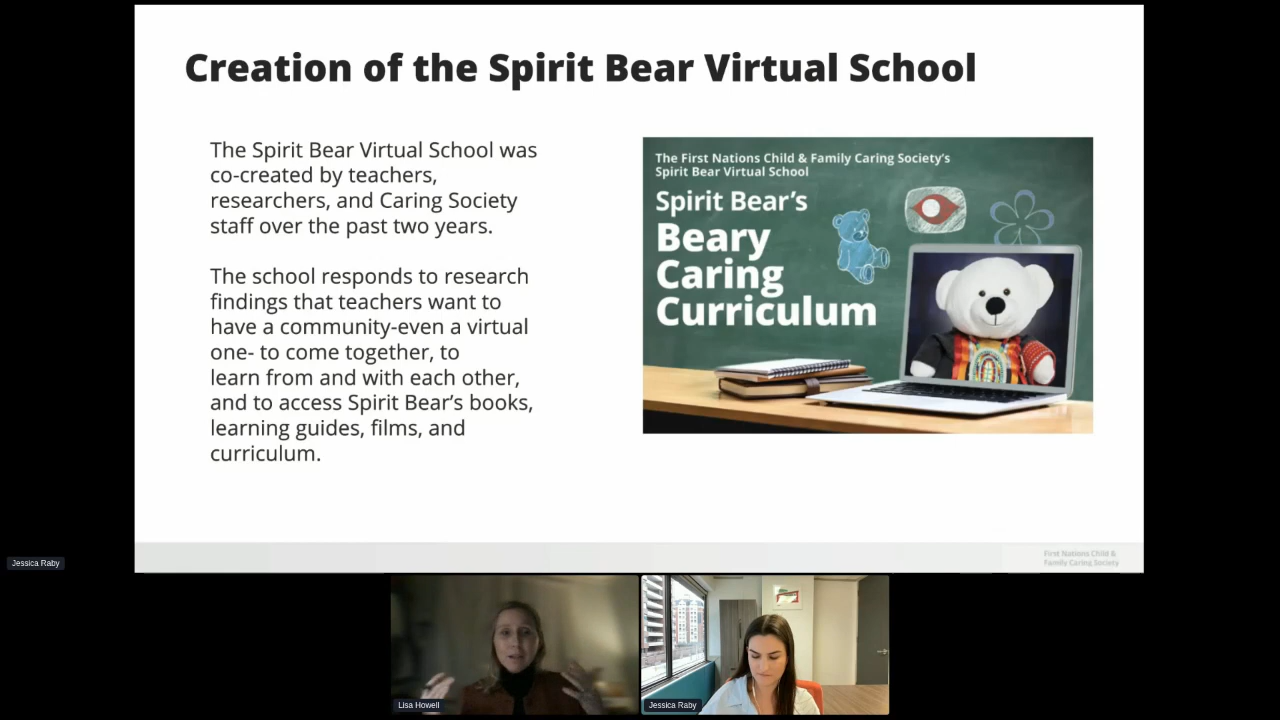 Creation of the Spirit Bear Virtual School
The Spirit Bear Virtual School was
co-created by teachers,
researchers, and Caring Society
staff over the past two years.
The school responds to research
findings that teachers want to
have a community-even a virtual
one- to come together, to
learn from and with each other,
and to access Spirit Bear’s books,
learning guides, films, and
curriculum.
The First Nations Child & Family Caring Society’s
Spirit Bear Virtual School
Spirit Bear’s
Beary
Caring
Curriculum
First Nations Child &
Family Caring Society
Jessica Raby
Lisa Howell
Jessica Raby